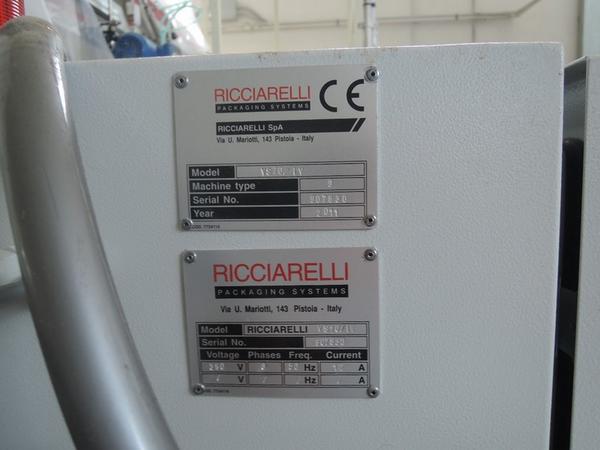 RICCIARELLI
PACKAGING SYSTEMS
CE
RICCIARELLI SpA
Via U. Mariotti, 143 Pistoia - Italy
Model
Machine type
Serial No.
Year 2011
RICCIARELLI
PACKAGING SYSTEMS
Via U. Mariotti, 143 Pistoia - Italy
Model RICCIARELLI
Serial No.
Voltage Phases Freq. Current
V 50 Hz A
V Hz A